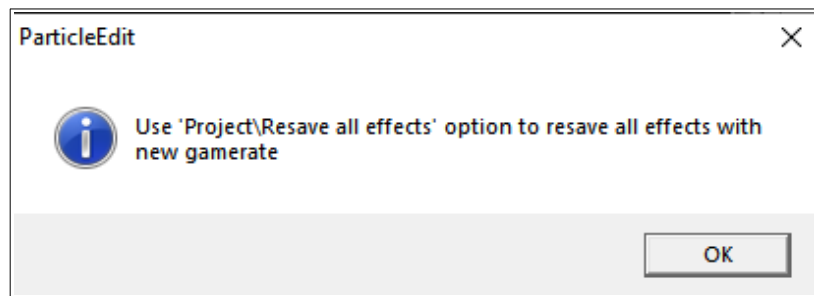 ParticleEdit
Use 'Project\Resave all effects' option to resave all effects with
new gamerate
OK